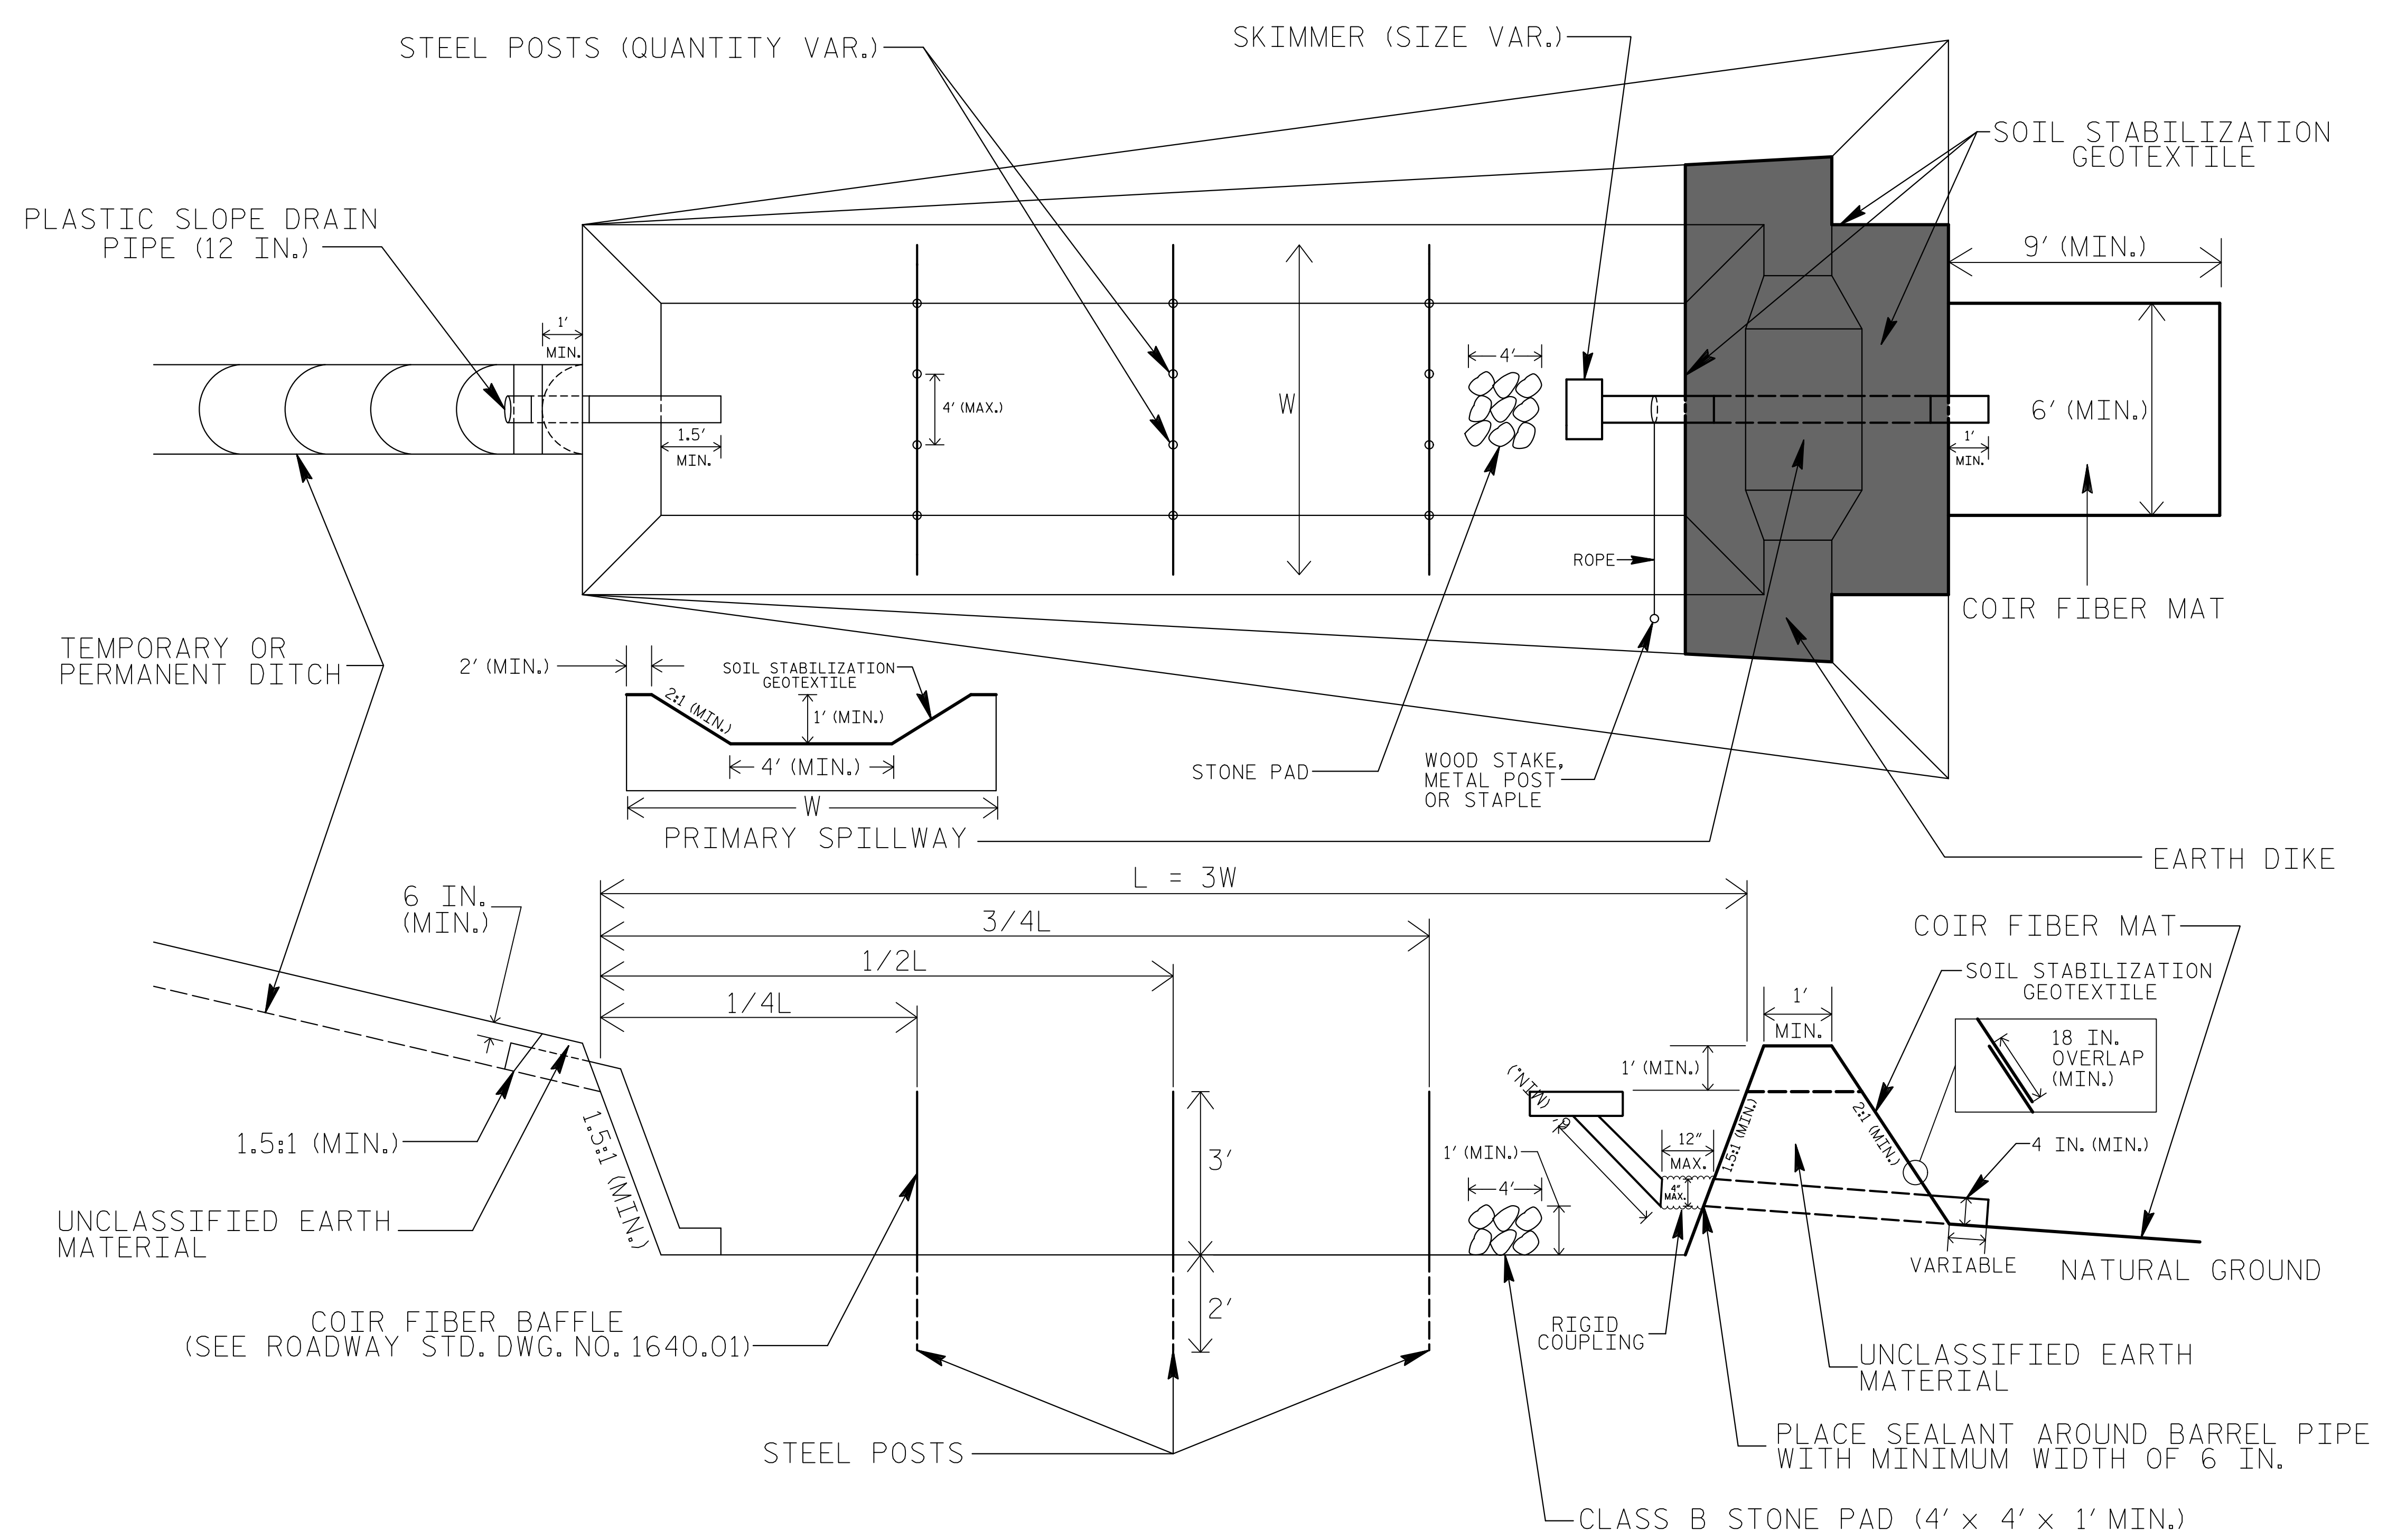 STEEL POSTS (QUANTITY VAR.)
SKIMMER (SIZE VAR.)
SOIL STABILIZATION
GEOTEXTILE
PLASTIC SLOPE DRAIN
PIPE (12 IN.)
9' (MIN.)
1'
MIN.
4'
W
4' (MAX.)
6' (MIN.)
1.5'
MIN.
1'
MIN.
ROPE
COIR FIBER MAT
TEMPORARY OR
PERMANENT DITCH
2' (MIN.)
SOIL STABILIZATION
GEOTEXTILE
2:1 (MIN.)
1' (MIN.)
4' (MIN.)
W
PRIMARY SPILLWAY
STONE PAD
WOOD STAKE,
METAL POST
OR STAPLE
EARTH DIKE
L = 3W
6 IN.
(MIN.)
3/4L
1/2L
1/4L
COIR FIBER MAT
SOIL STABILIZATION
GEOTEXTILE
1'
MIN.
18 IN.
OVERLAP
(MIN.)
1' (MIN.)
6' (MIN.)
1.5:1 (MIN.)
2:1 (MIN.)
1.5:1 (MIN.)
1.5:1 (MIN.)
12"
MAX.
4"
MAX.
1' (MIN.)
4'
4 IN. (MIN.)
3'
UNCLASSIFIED EARTH
MATERIAL
VARIABLE
NATURAL GROUND
2'
COIR FIBER BAFFLE
(SEE ROADWAY STD. DWG. NO. 1640.01)
RIGID
COUPLING
UNCLASSIFIED EARTH
MATERIAL
STEEL POSTS
PLACE SEALANT AROUND BARREL PIPE
WITH MINIMUM WIDTH OF 6 IN.
CLASS B STONE PAD (4' x 4' x 1' MIN.)